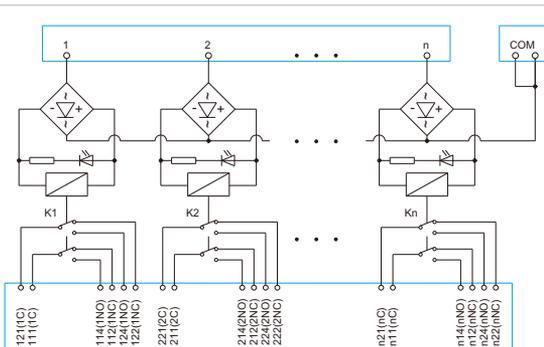 1 2 n COM
- + - + - +
K1 K2 Kn
121(1C) 111(1C) 114(1NO) 112(1NC) 124(1NO) 122(1NC) 221(2C) 211(2C) 214(2NO) 212(2NC) 224(2NO) 222(2NC) n21(nC) n11(nC) n14(nNO) n12(nNC) n24(nNO) n22(nNC)